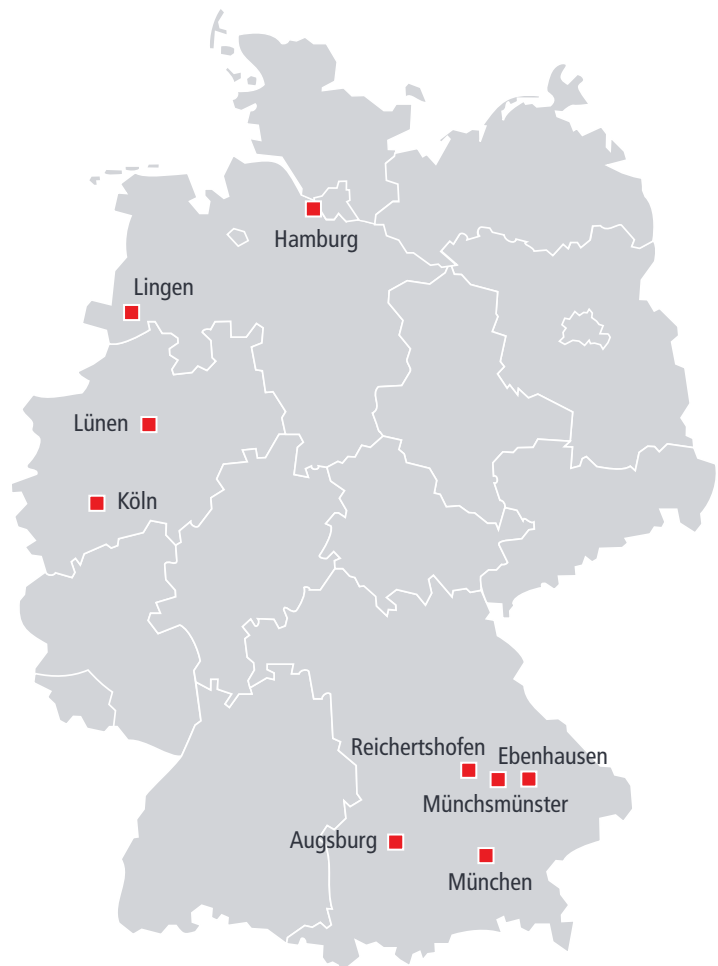 Hamburg
Lingen
Lünen
Köln
Reichertshofen
Ebenhausen
Münchsmünster
Augsburg
München